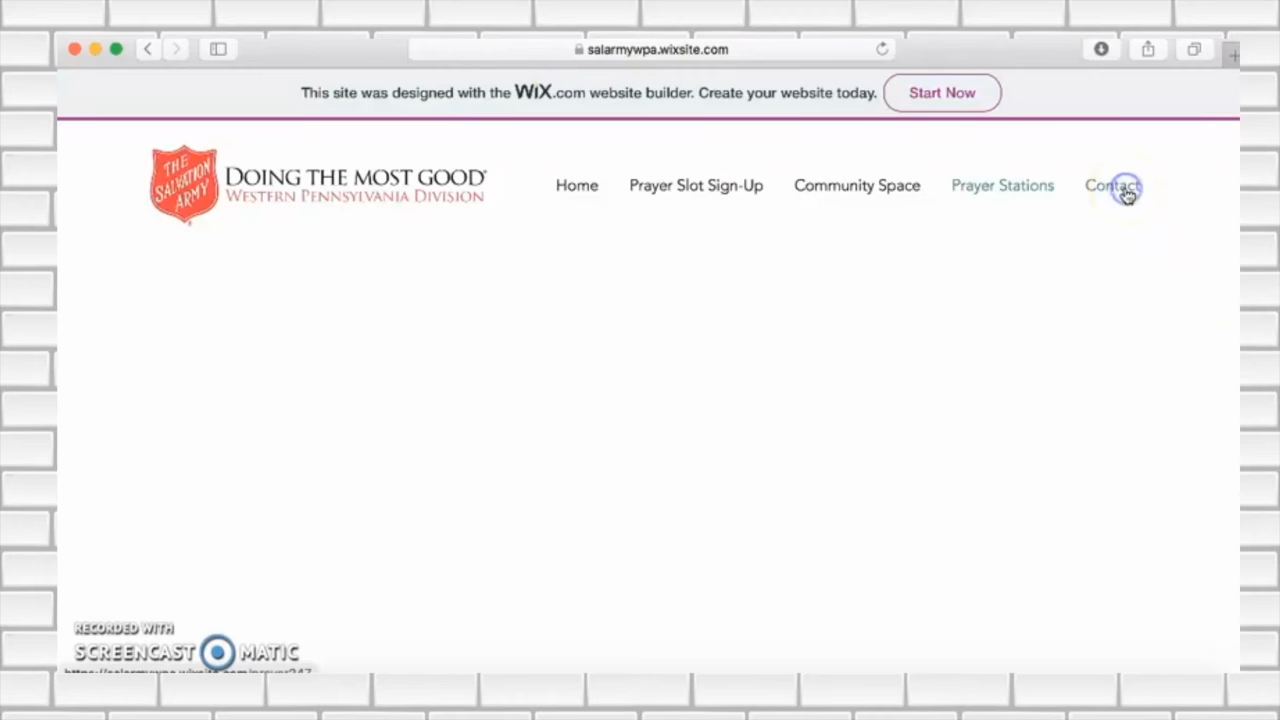 salarmywpa.wixsite.com
This site was designed with the WiX.com website builder. Create your website today. Start Now
THE SALVATION ARMY
DOING THE MOST GOOD®
WESTERN PENNSYLVANIA DIVISION
Home Prayer Slot Sign-Up Community Space Prayer Stations Contact
RECORDED WITH
SCREENCAST MATIC